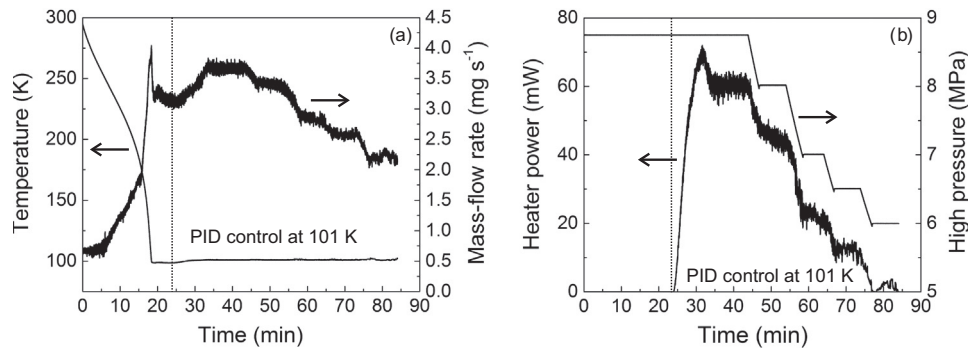 (a)
Temperature (K)
300
250
200
150
100
4.5
4.0
3.5
3.0
2.5
2.0
1.5
1.0
0.5
0.0
Mass-flow rate (mg s⁻¹)
PID control at 101 K
0 10 20 30 40 50 60 70 80 90
Time (min)
(b)
Heater power (mW)
80
60
40
20
0
9
8
7
6
5
High pressure (MPa)
PID control at 101 K
0 10 20 30 40 50 60 70 80 90
Time (min)